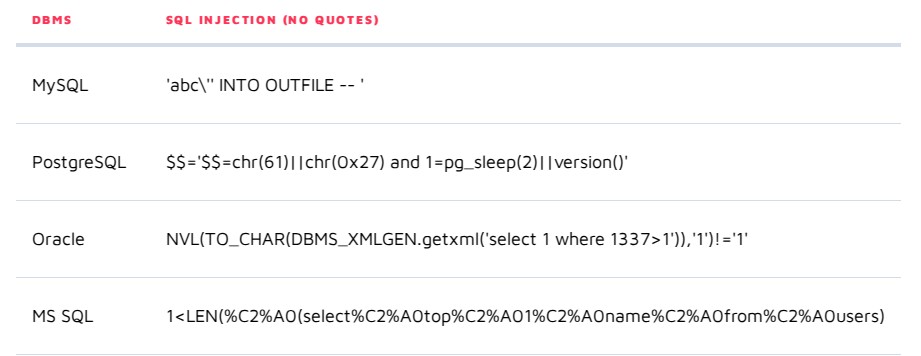 DBMS SQL INJECTION (NO QUOTES)
MySQL 'abc\'' INTO OUTFILE -- '
PostgreSQL $$='$$=chr(61)||chr(0x27) and 1=pg_sleep(2)||version()'
Oracle NVL(TO_CHAR(DBMS_XMLGEN.getxml('select 1 where 1337>1')),'1')!='1'
MS SQL 1<LEN(%C2%A0(select%C2%A0top%C2%A01%C2%A0name%C2%A0from%C2%A0users)